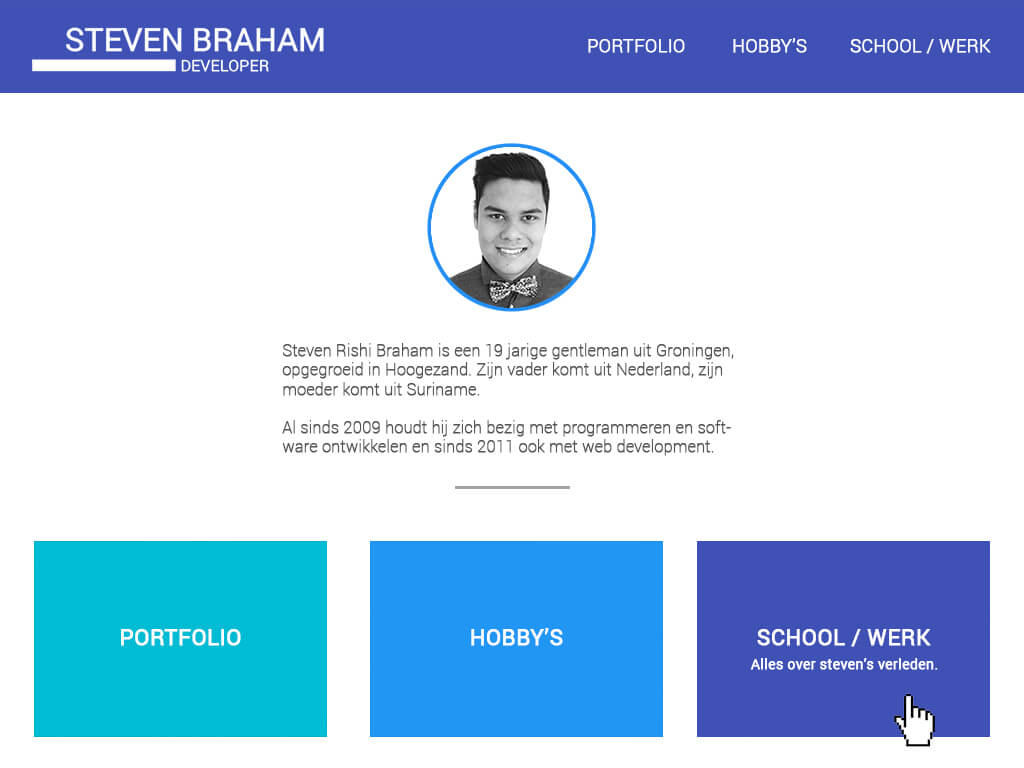 STEVEN BRAHAM
DEVELOPER
PORTFOLIO
HOBBY'S
SCHOOL / WERK
Steven Rishi Braham is een 19 jarige gentleman uit Groningen,
opgegroeid in Hoogezand. Zijn vader komt uit Nederland, zijn
moeder komt uit Suriname.
Al sinds 2009 houdt hij zich bezig met programmeren en soft-
ware ontwikkelen en sinds 2011 ook met web development.
PORTFOLIO
HOBBY'S
SCHOOL / WERK
Alles over steven's verleden.